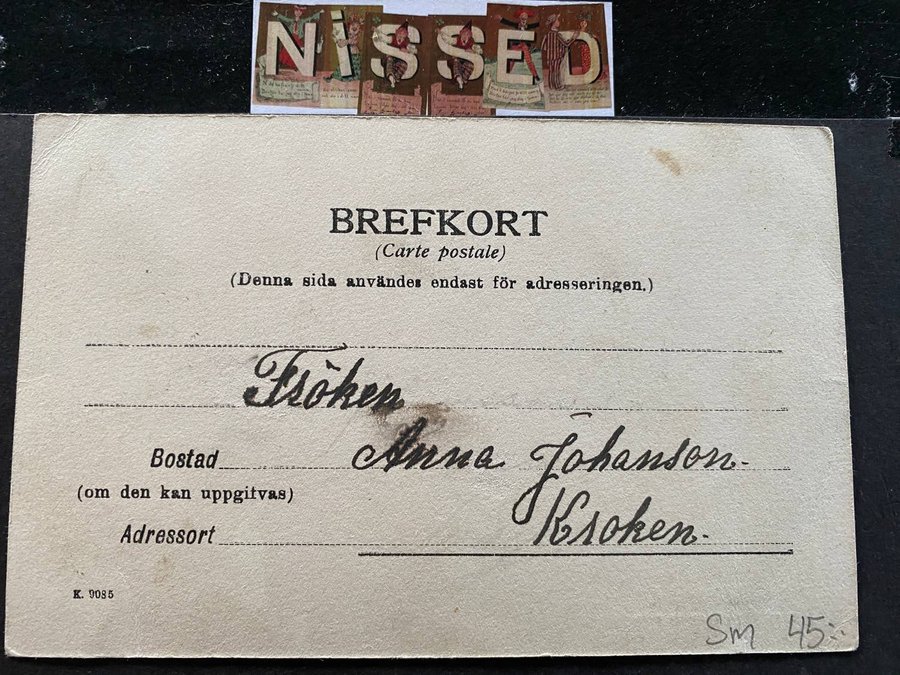 NISSED
BREFKORT
(Carte postale)
(Denna sida användes endast för adresseringen.)
Fröken
Bostad Anna Johanson.
(om den kan uppgifvas)
Adressort Kroken.
K. 9085
Sm 45:-